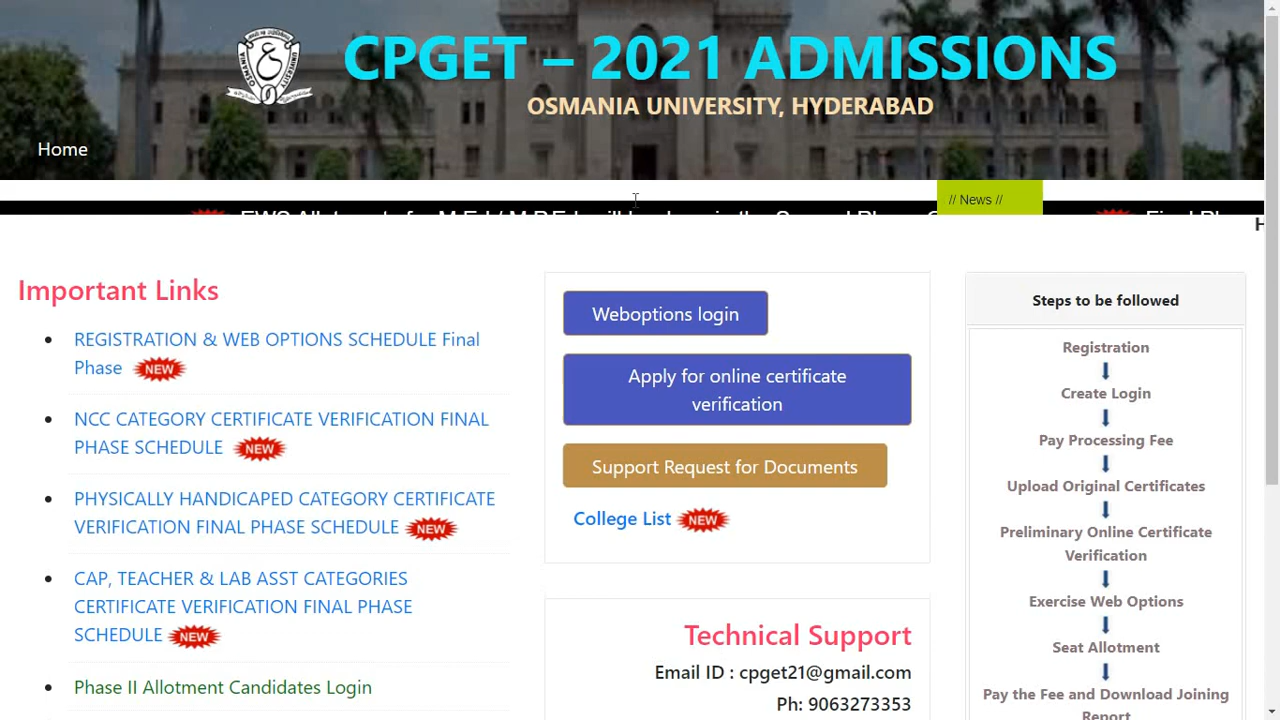 CPGET – 2021 ADMISSIONS
OSMANIA UNIVERSITY, HYDERABAD
Home
// News //
H
Important Links
REGISTRATION & WEB OPTIONS SCHEDULE Final
Phase NEW
NCC CATEGORY CERTIFICATE VERIFICATION FINAL
PHASE SCHEDULE NEW
PHYSICALLY HANDICAPED CATEGORY CERTIFICATE
VERIFICATION FINAL PHASE SCHEDULE NEW
CAP, TEACHER & LAB ASST CATEGORIES
CERTIFICATE VERIFICATION FINAL PHASE
SCHEDULE NEW
Phase II Allotment Candidates Login
Weboptions login
Apply for online certificate
verification
Support Request for Documents
College List NEW
Technical Support
Email ID : cpget21@gmail.com
Ph: 9063273353
Steps to be followed
Registration
Create Login
Pay Processing Fee
Upload Original Certificates
Preliminary Online Certificate
Verification
Exercise Web Options
Seat Allotment
Pay the Fee and Download Joining
Report